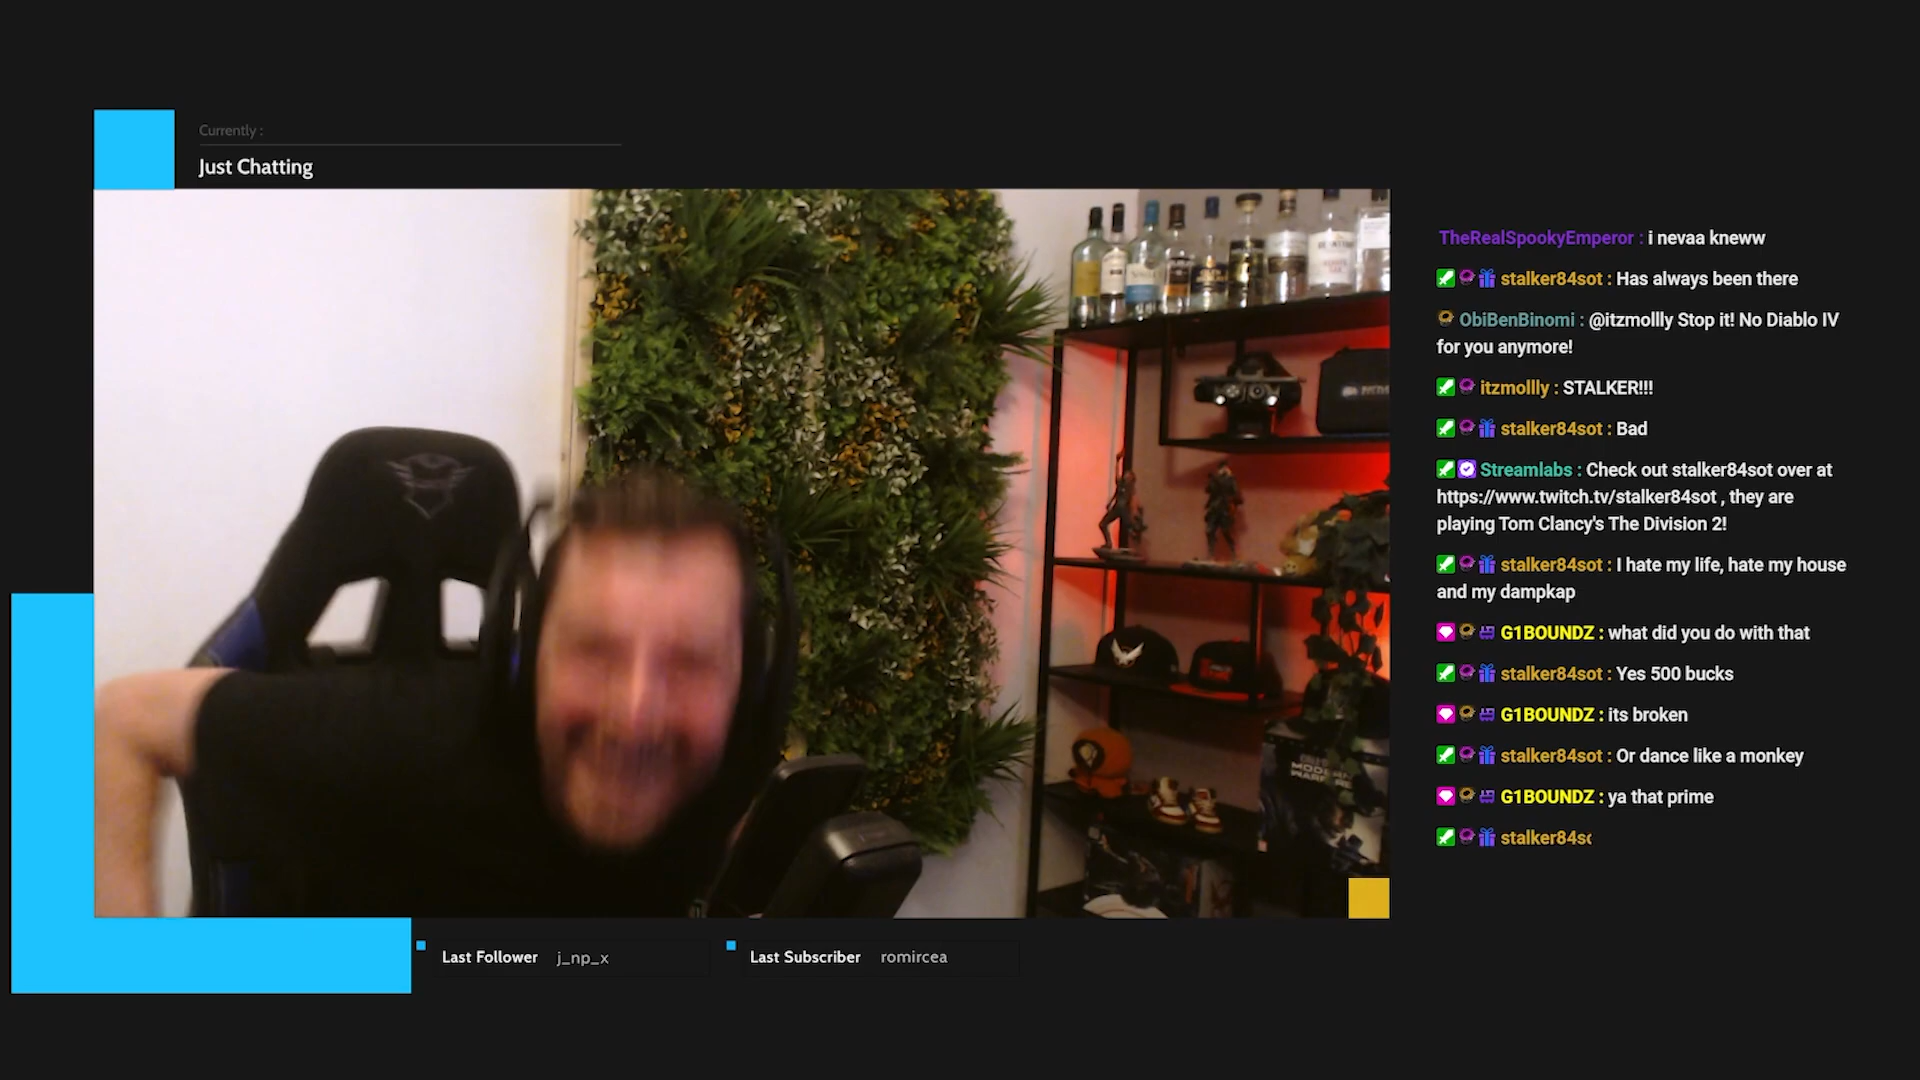 Currently :
Just Chatting
TheRealSpookyEmperor : i nevaa kneww
stalker84sot : Has always been there
ObiBenBinomi : @itzmollly Stop it! No Diablo IV
for you anymore!
itzmollly : STALKER!!!
stalker84sot : Bad
Streamlabs : Check out stalker84sot over at
https://www.twitch.tv/stalker84sot , they are
playing Tom Clancy's The Division 2!
stalker84sot : I hate my life, hate my house
and my dampkap
G1BOUNDZ : what did you do with that
stalker84sot : Yes 500 bucks
G1BOUNDZ : its broken
stalker84sot : Or dance like a monkey
G1BOUNDZ : ya that prime
stalker84so
MODERN
WARFARE
Last Follower j_np_x
Last Subscriber romircea